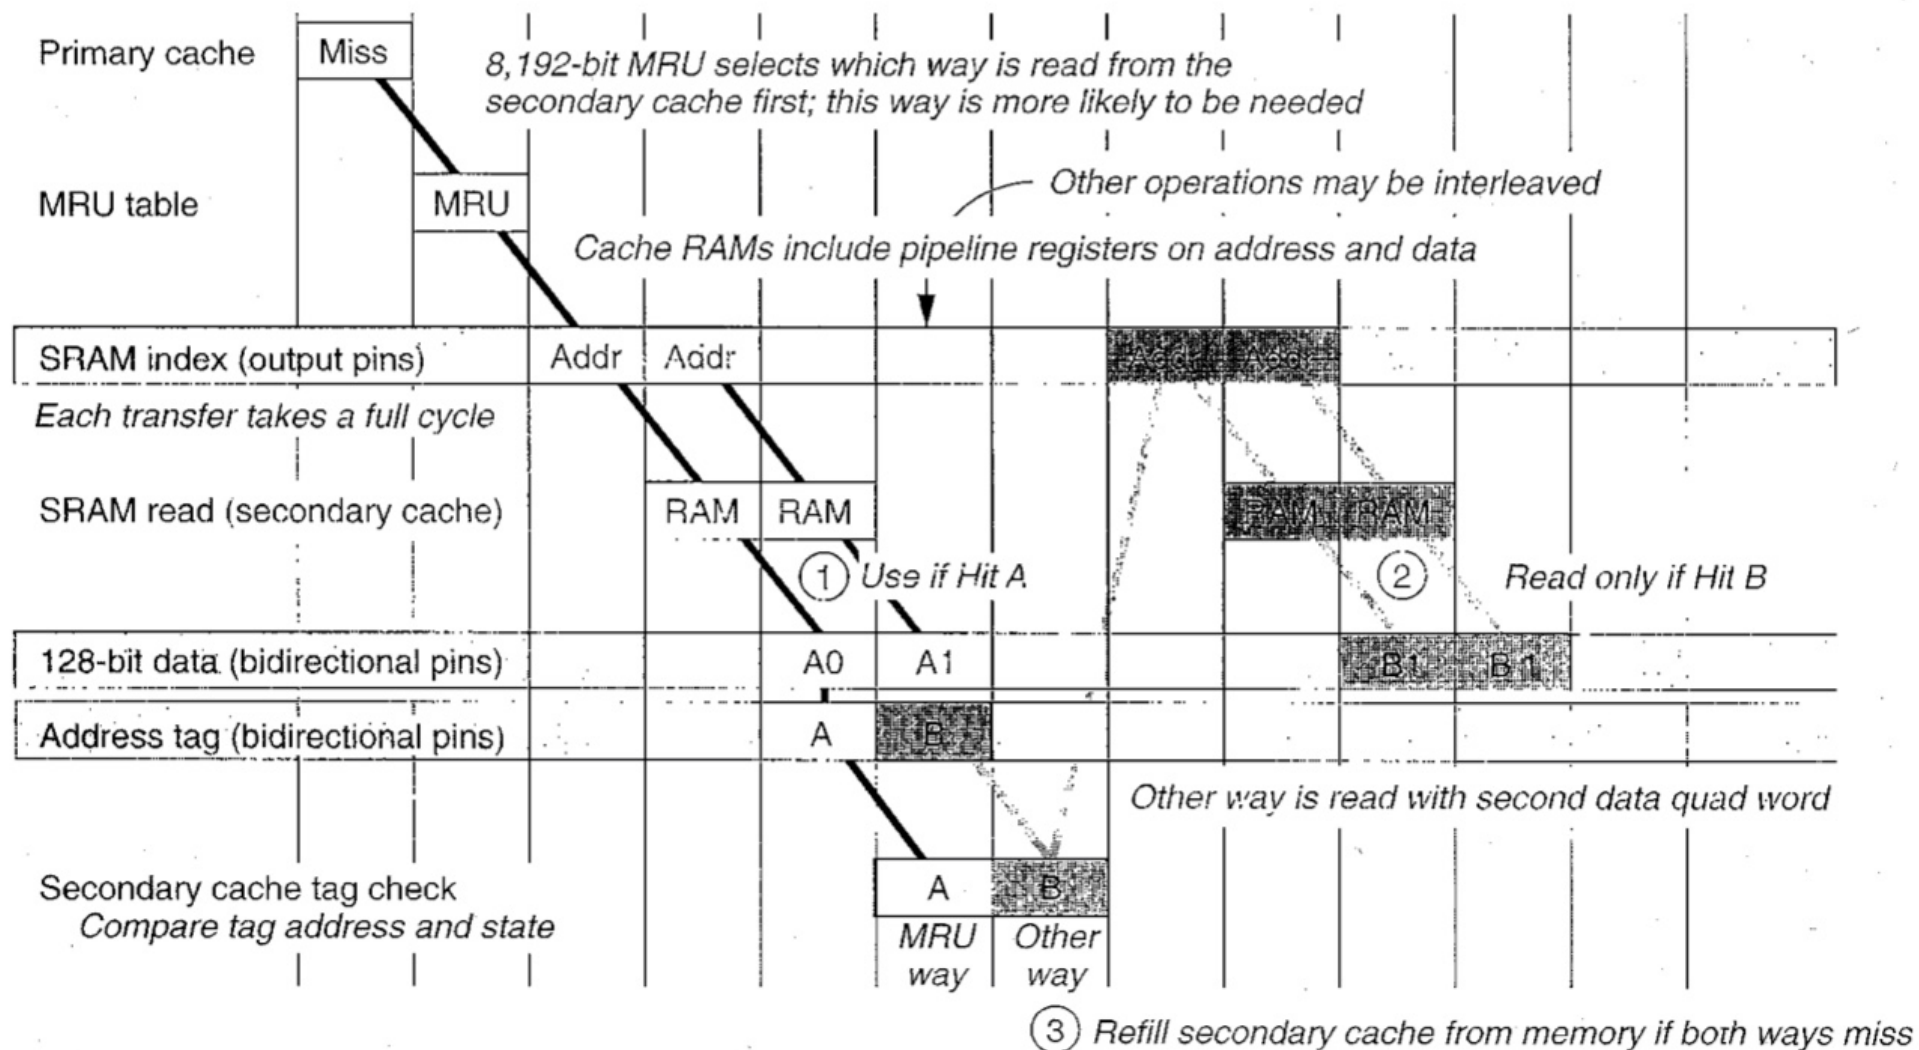 Primary cache
Miss
8,192-bit MRU selects which way is read from the
secondary cache first; this way is more likely to be needed
MRU table
MRU
Other operations may be interleaved
Cache RAMs include pipeline registers on address and data
SRAM index (output pins)
Addr
Addr
Addr
Addr
Each transfer takes a full cycle
SRAM read (secondary cache)
RAM
RAM
RAM
RAM
1
Use if Hit A
2
Read only if Hit B
128-bit data (bidirectional pins)
A0
A1
B1
B1
Address tag (bidirectional pins)
A
B
Other way is read with second data quad word
Secondary cache tag check
Compare tag address and state
A
B
MRU
way
Other
way
3 Refill secondary cache from memory if both ways miss